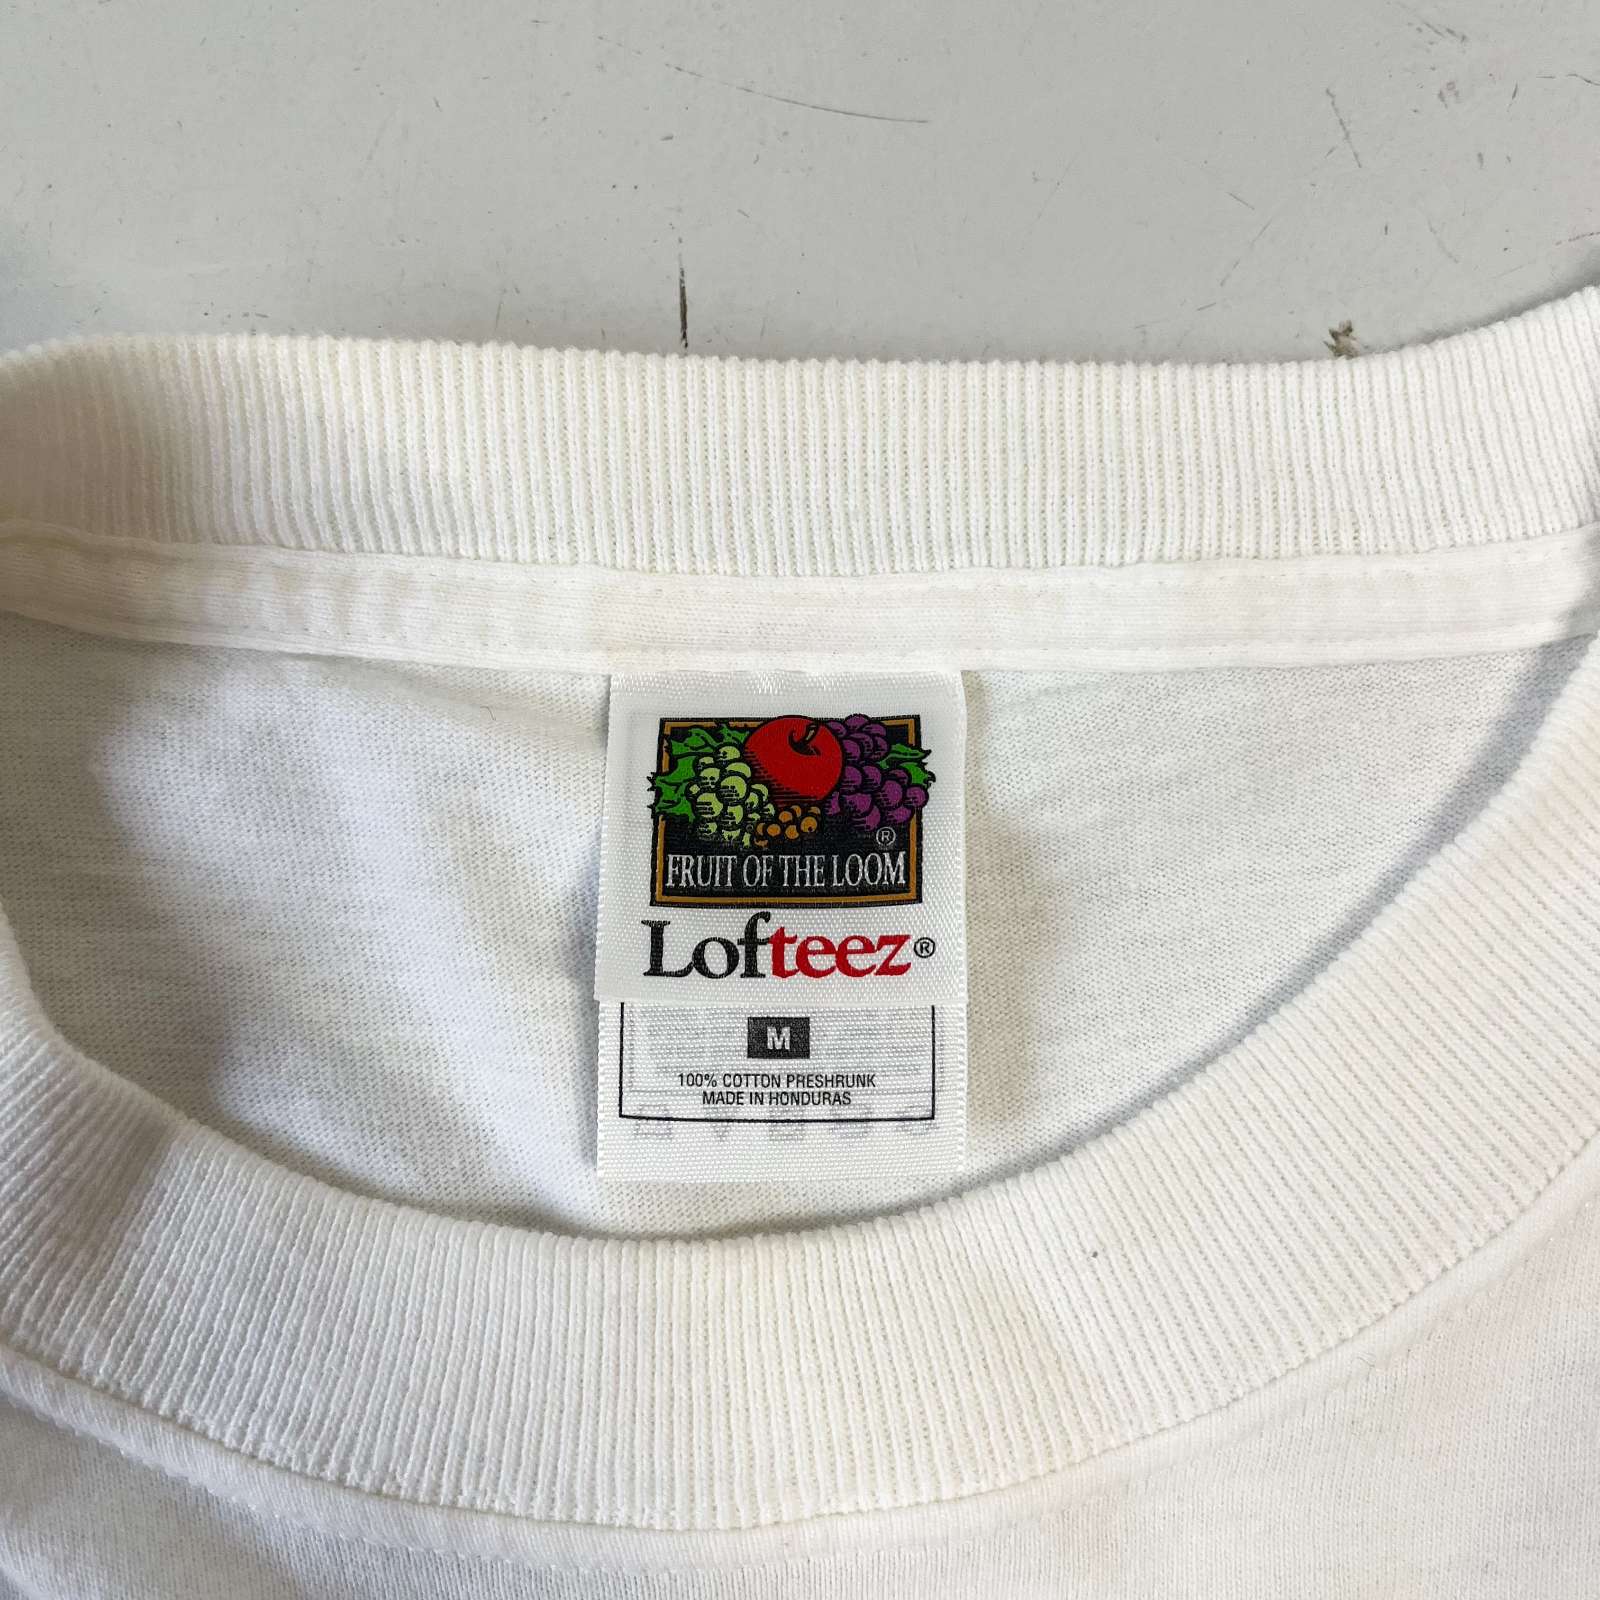 ®
FRUIT OF THE LOOM
Lofteez®
M
100% COTTON PRESHRUNK
MADE IN HONDURAS